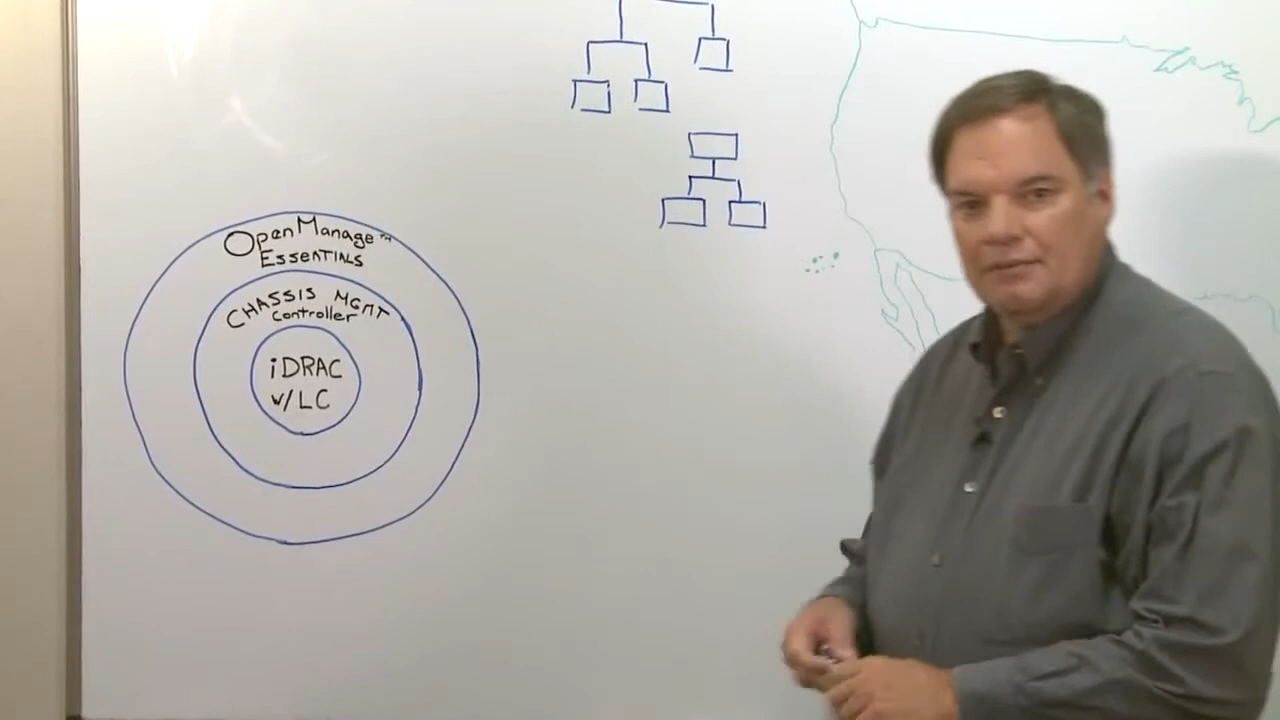 OpenManage™
ESSENTIALS
CHASSIS MGMT
Controller
iDRAC
w/LC